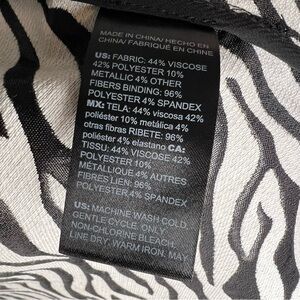 MADE IN CHINA/ HECHO EN
CHINA/ FABRIQUÉ EN CHINE
US: FABRIC: 44% VISCOSE
42% POLYESTER 10%
METALLIC 4% OTHER
FIBERS BINDING: 96%
POLYESTER 4% SPANDEX
MX: TELA: 44% viscosa 42%
poliéster 10% metálica 4%
otras fibras RIBETE: 96%
poliéster 4% elastano CA:
TISSU: 44% VISCOSE 42%
POLYESTER 10%
MÉTALLIQUE 4% AUTRES
FIBRES LIEN: 96%
POLYESTER 4% SPANDEX
US: MACHINE WASH COLD,
GENTLE CYCLE. ONLY
NON-CHLORINE BLEACH.
LINE DRY. WARM IRON. MAY